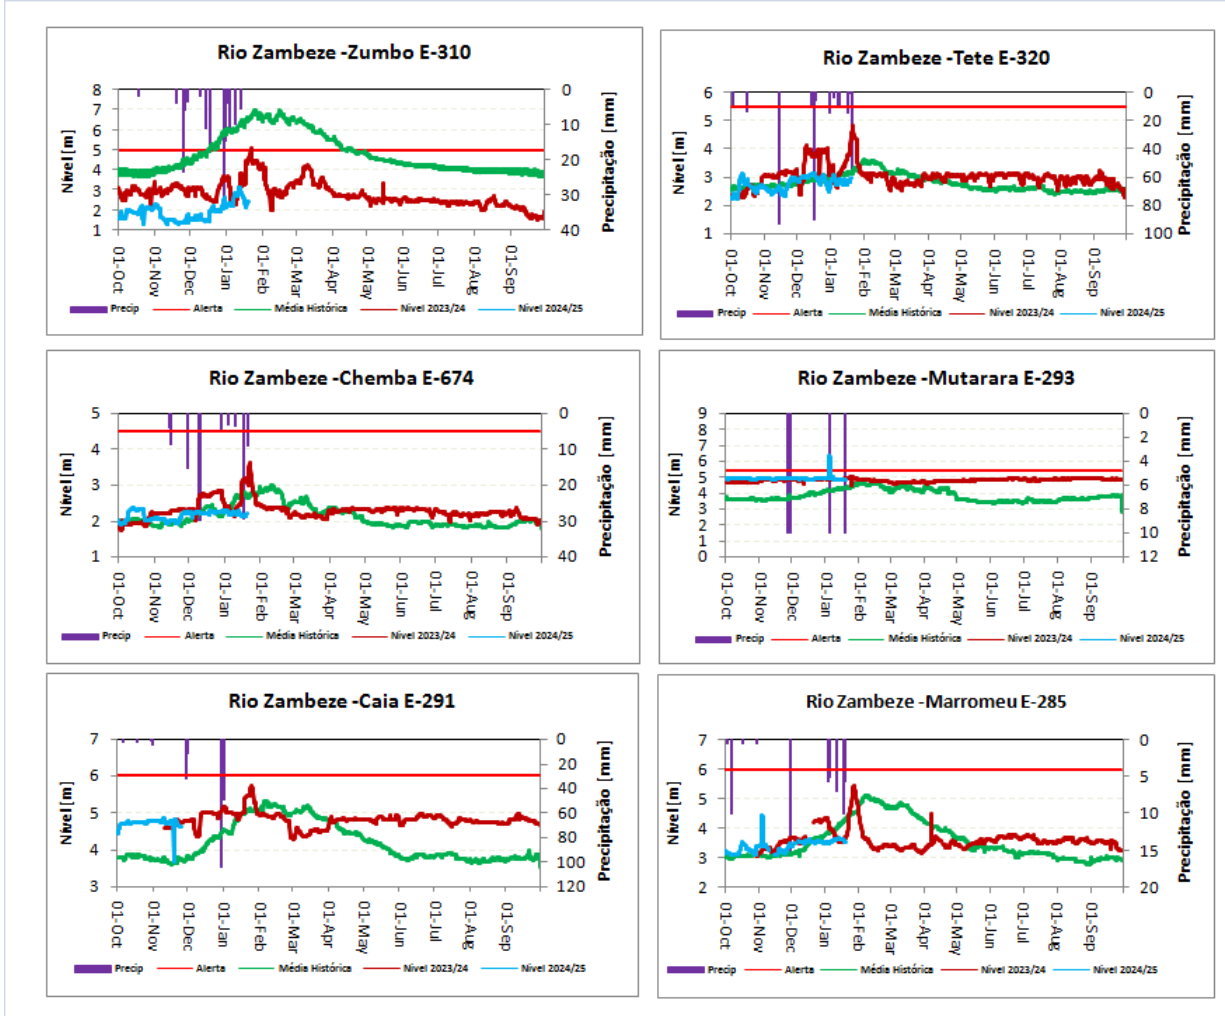 Rio Zambeze -Zumbo E-310
8
7
6
5
4
3
2
1
Nível [m]
0
10
20
30
40
Precipitação [mm]
01-Oct
01-Nov
01-Dec
01-Jan
01-Feb
01-Mar
01-Apr
01-May
01-Jun
01-Jul
01-Aug
01-Sep
Precip
Alerta
Média Histórica
Nivel 2023/24
Nivel 2024/25
Rio Zambeze -Tete E-320
6
5
4
3
2
1
Nível [m]
0
20
40
60
80
100
Precipitação [mm]
01-Oct
01-Nov
01-Dec
01-Jan
01-Feb
01-Mar
01-Apr
01-May
01-Jun
01-Jul
01-Aug
01-Sep
Precip
Alerta
Média Histórica
Nivel 2023/24
Nivel 2024/25
Rio Zambeze -Chemba E-674
5
4
3
2
1
Nível [m]
0
10
20
30
40
Precipitação [mm]
01-Oct
01-Nov
01-Dec
01-Jan
01-Feb
01-Mar
01-Apr
01-May
01-Jun
01-Jul
01-Aug
01-Sep
Precip
Alerta
Média Histórica
Nivel 2023/24
Nivel 2024/25
Rio Zambeze -Mutarara E-293
9
8
7
6
5
4
3
2
1
0
Nível [m]
0
2
4
6
8
10
12
Precipitação [mm]
01-Oct
01-Nov
01-Dec
01-Jan
01-Feb
01-Mar
01-Apr
01-May
01-Jun
01-Jul
01-Aug
01-Sep
Precip
Alerta
Média Histórica
Nivel 2023/24
Nivel 2024/25
Rio Zambeze -Caia E-291
7
6
5
4
3
Nível [m]
0
20
40
60
80
100
120
Precipitação [mm]
01-Oct
01-Nov
01-Dec
01-Jan
01-Feb
01-Mar
01-Apr
01-May
01-Jun
01-Jul
01-Aug
01-Sep
Precip
Alerta
Média Histórica
Nivel 2023/24
Nivel 2024/25
Rio Zambeze -Marromeu E-285
7
6
5
4
3
2
Nível [m]
0
5
10
15
20
Precipitação [mm]
01-Oct
01-Nov
01-Dec
01-Jan
01-Feb
01-Mar
01-Apr
01-May
01-Jun
01-Jul
01-Aug
01-Sep
Precip
Alerta
Média Histórica
Nivel 2023/24
Nivel 2024/25